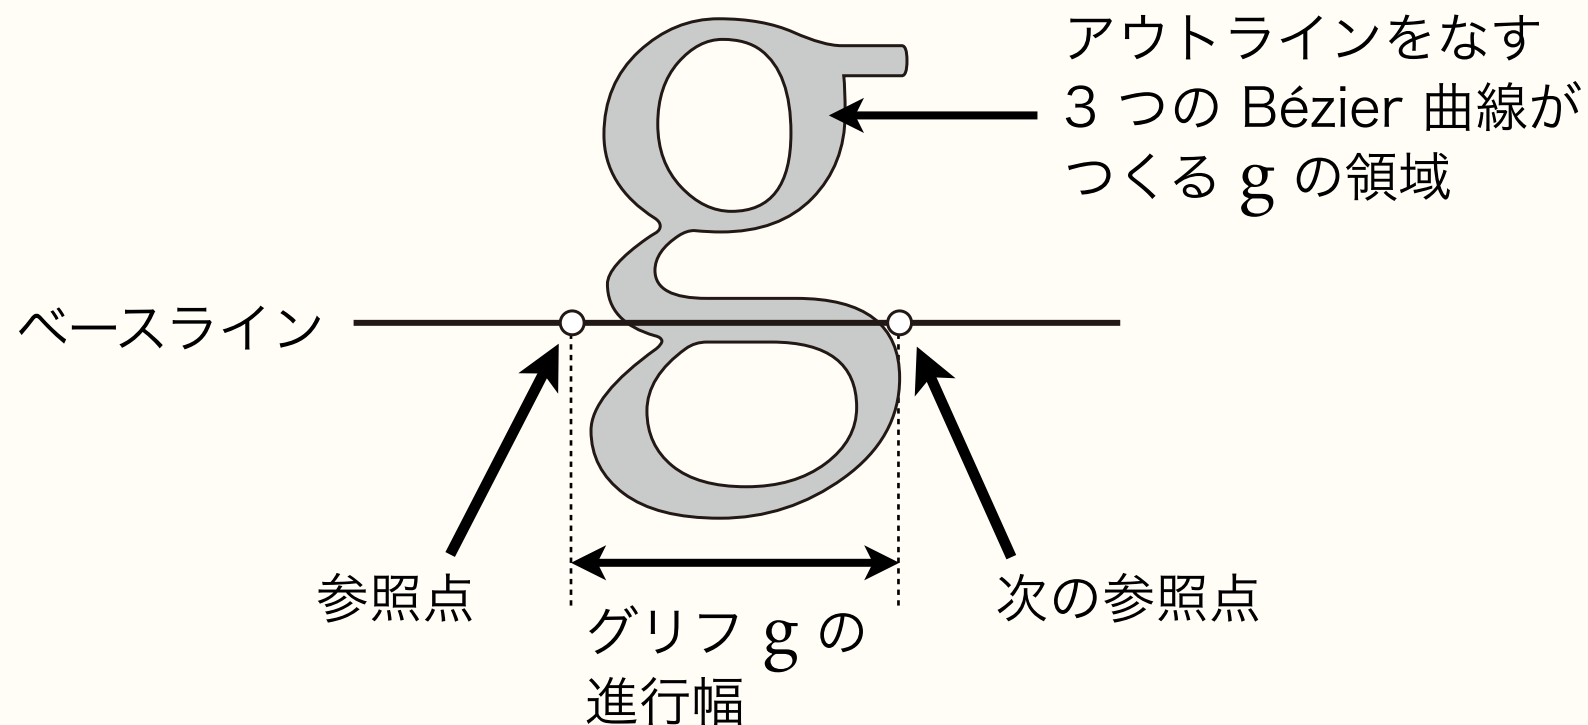 アウトラインをなす
3 つの Bézier 曲線が
つくる g の領域
g
ベースライン
参照点
次の参照点
グリフ g の
進行幅